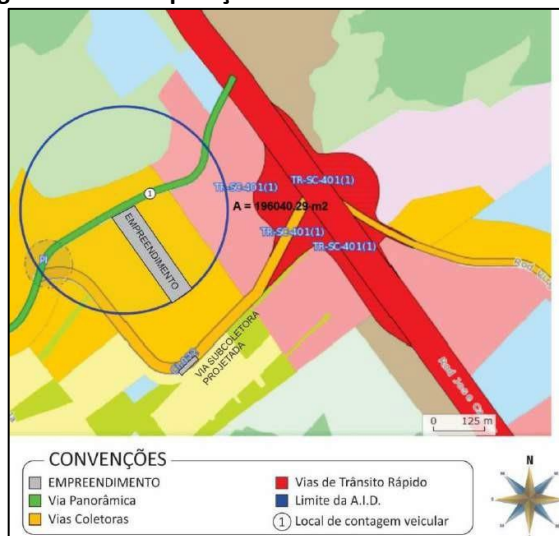 TR-SC-401(1)
TR-SC-401(1)
A = 196040.29 m2
TR-SC-401(1)
TR-SC-401(1)
1
EMPREENDIMENTO
PI
VIA SUBCOLETORA
PROJETADA
0 125 m
CONVENÇÕES
EMPREENDIMENTO
Via Panorâmica
Vias Coletoras
Vias de Trânsito Rápido
Limite da A.I.D.
1 Local de contagem veicular
N